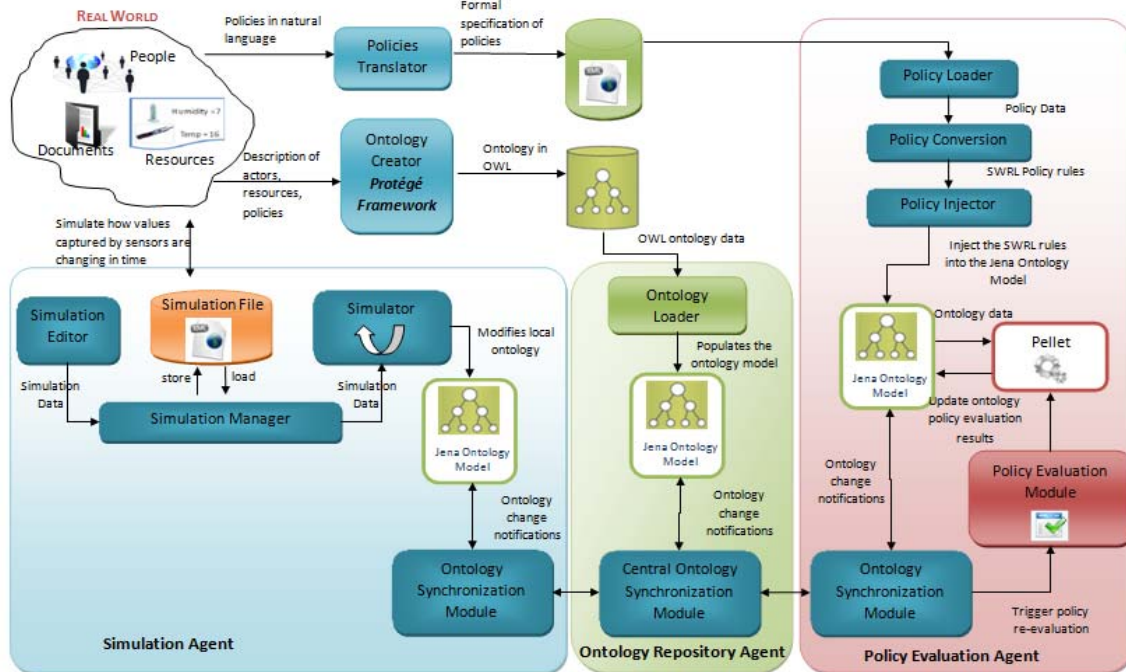 REAL WORLD
People
Humidity =7
Temp =16
Documents
Resources
Policies in natural
language
Policies
Translator
Formal
specification of
policies
Description of
actors,
resources,
policies
Ontology
Creator
Protégé
Framework
Ontology in
OWL
OWL ontology data
Simulate how values
captured by sensors are
changing in time
Simulation
Editor
Simulation File
Simulator
Simulation
Data
store
load
Simulation
Data
Simulation Manager
Modifies local
ontology
Jena Ontology
Model
Ontology
change
notifications
Ontology
Synchronization
Module
Simulation Agent
Ontology
Loader
Populates the
ontology model
Jena Ontology
Model
Ontology
change
notifications
Central Ontology
Synchronization
Module
Ontology Repository Agent
Policy Loader
Policy Data
Policy Conversion
SWRL Policy rules
Policy Injector
Inject the SWRL rules
into the Jena Ontology
Model
Ontology data
Pellet
Jena Ontology
Model
Update ontology
policy evaluation
results
Ontology
change
notifications
Policy Evaluation
Module
Ontology
Synchronization
Module
Trigger policy
re-evaluation
Policy Evaluation Agent